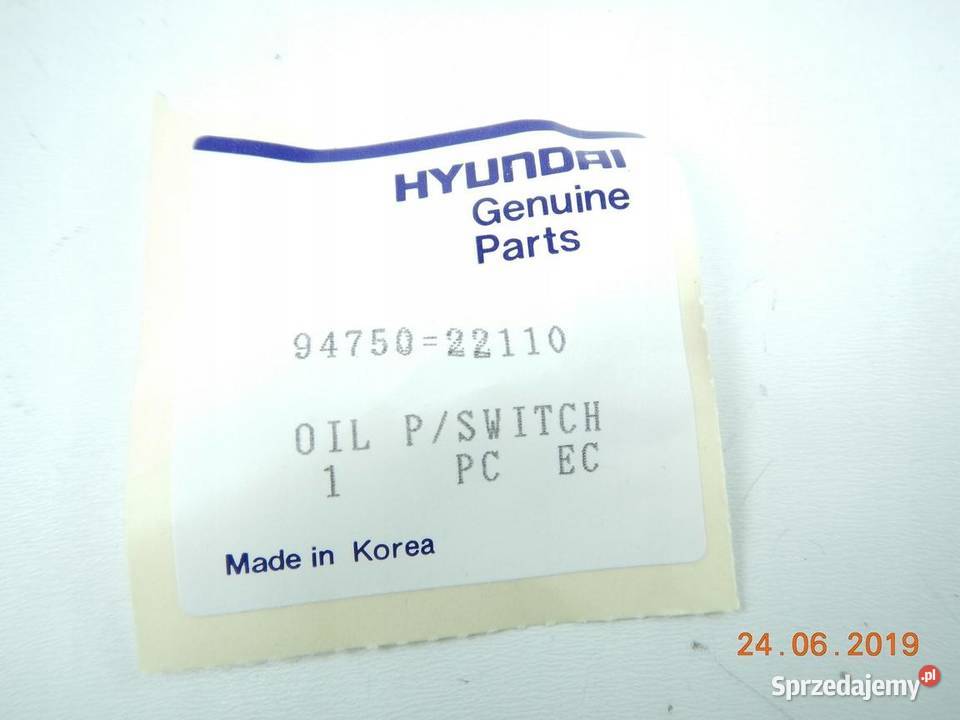 HYUNDAI
Genuine
Parts
94750=22110
OIL P/SWITCH
1 PC EC
Made in Korea
24.06.2019
Sprzedajemy.pl